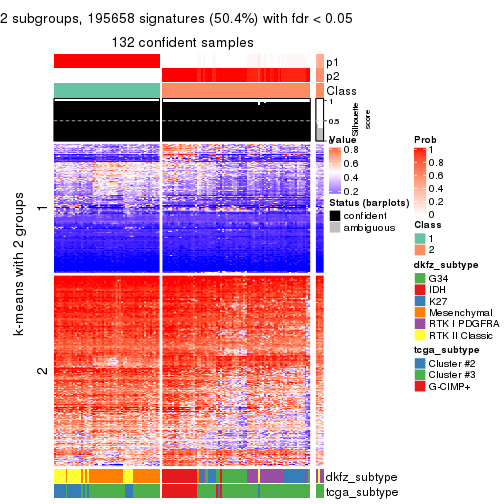 2 subgroups, 195658 signatures (50.4%) with fdr < 0.05
132 confident samples
p1
p2
Class
1
0.5
0
Silhouette
score
k-means with 2 groups
1
2
Value
0.8
0.6
0.4
0.2
Status (barplots)
confident
ambiguous
Prob
1
0.8
0.6
0.4
0.2
0
Class
1
2
dkfz_subtype
G34
IDH
K27
Mesenchymal
RTK I PDGFRA
RTK II Classic
tcga_subtype
Cluster #2
Cluster #3
G-CIMP+
dkfz_subtype
tcga_subtype